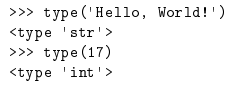 >>> type('Hello, World!')
<type 'str'>
>>> type(17)
<type 'int'>